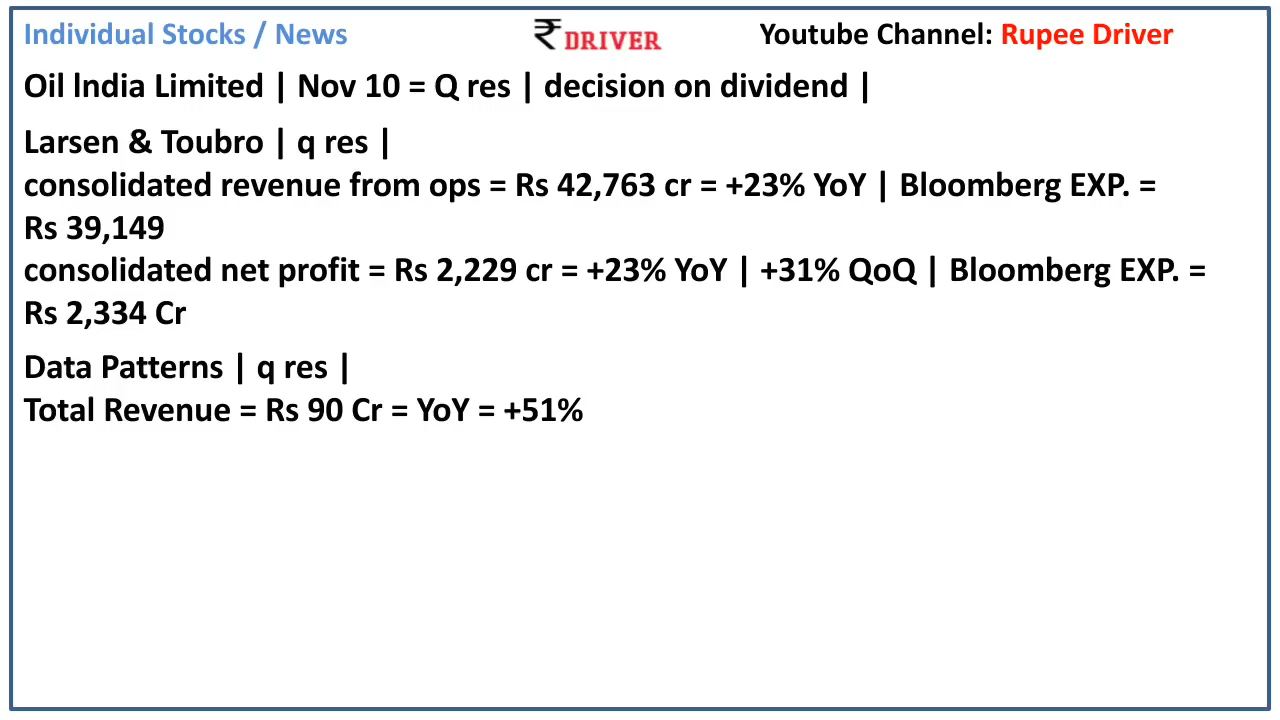 Individual Stocks / News
₹ DRIVER
Youtube Channel: Rupee Driver
Oil lndia Limited | Nov 10 = Q res | decision on dividend |
Larsen & Toubro | q res |
consolidated revenue from ops = Rs 42,763 cr = +23% YoY | Bloomberg EXP. =
Rs 39,149
consolidated net profit = Rs 2,229 cr = +23% YoY | +31% QoQ | Bloomberg EXP. =
Rs 2,334 Cr
Data Patterns | q res |
Total Revenue = Rs 90 Cr = YoY = +51%